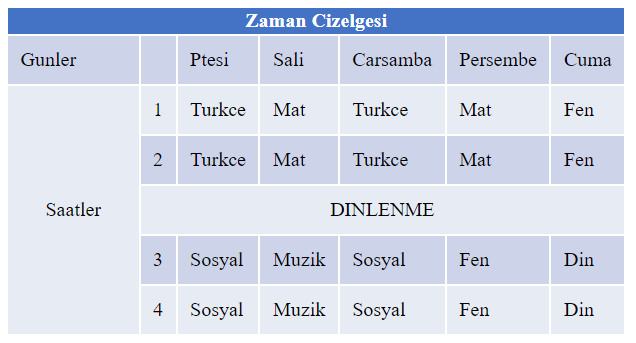 Zaman Cizelgesi
Gunler Ptesi Sali Carsamba Persembe Cuma
1 Turkce Mat Turkce Mat Fen
2 Turkce Mat Turkce Mat Fen
Saatler DINLENME
3 Sosyal Muzik Sosyal Fen Din
4 Sosyal Muzik Sosyal Fen Din